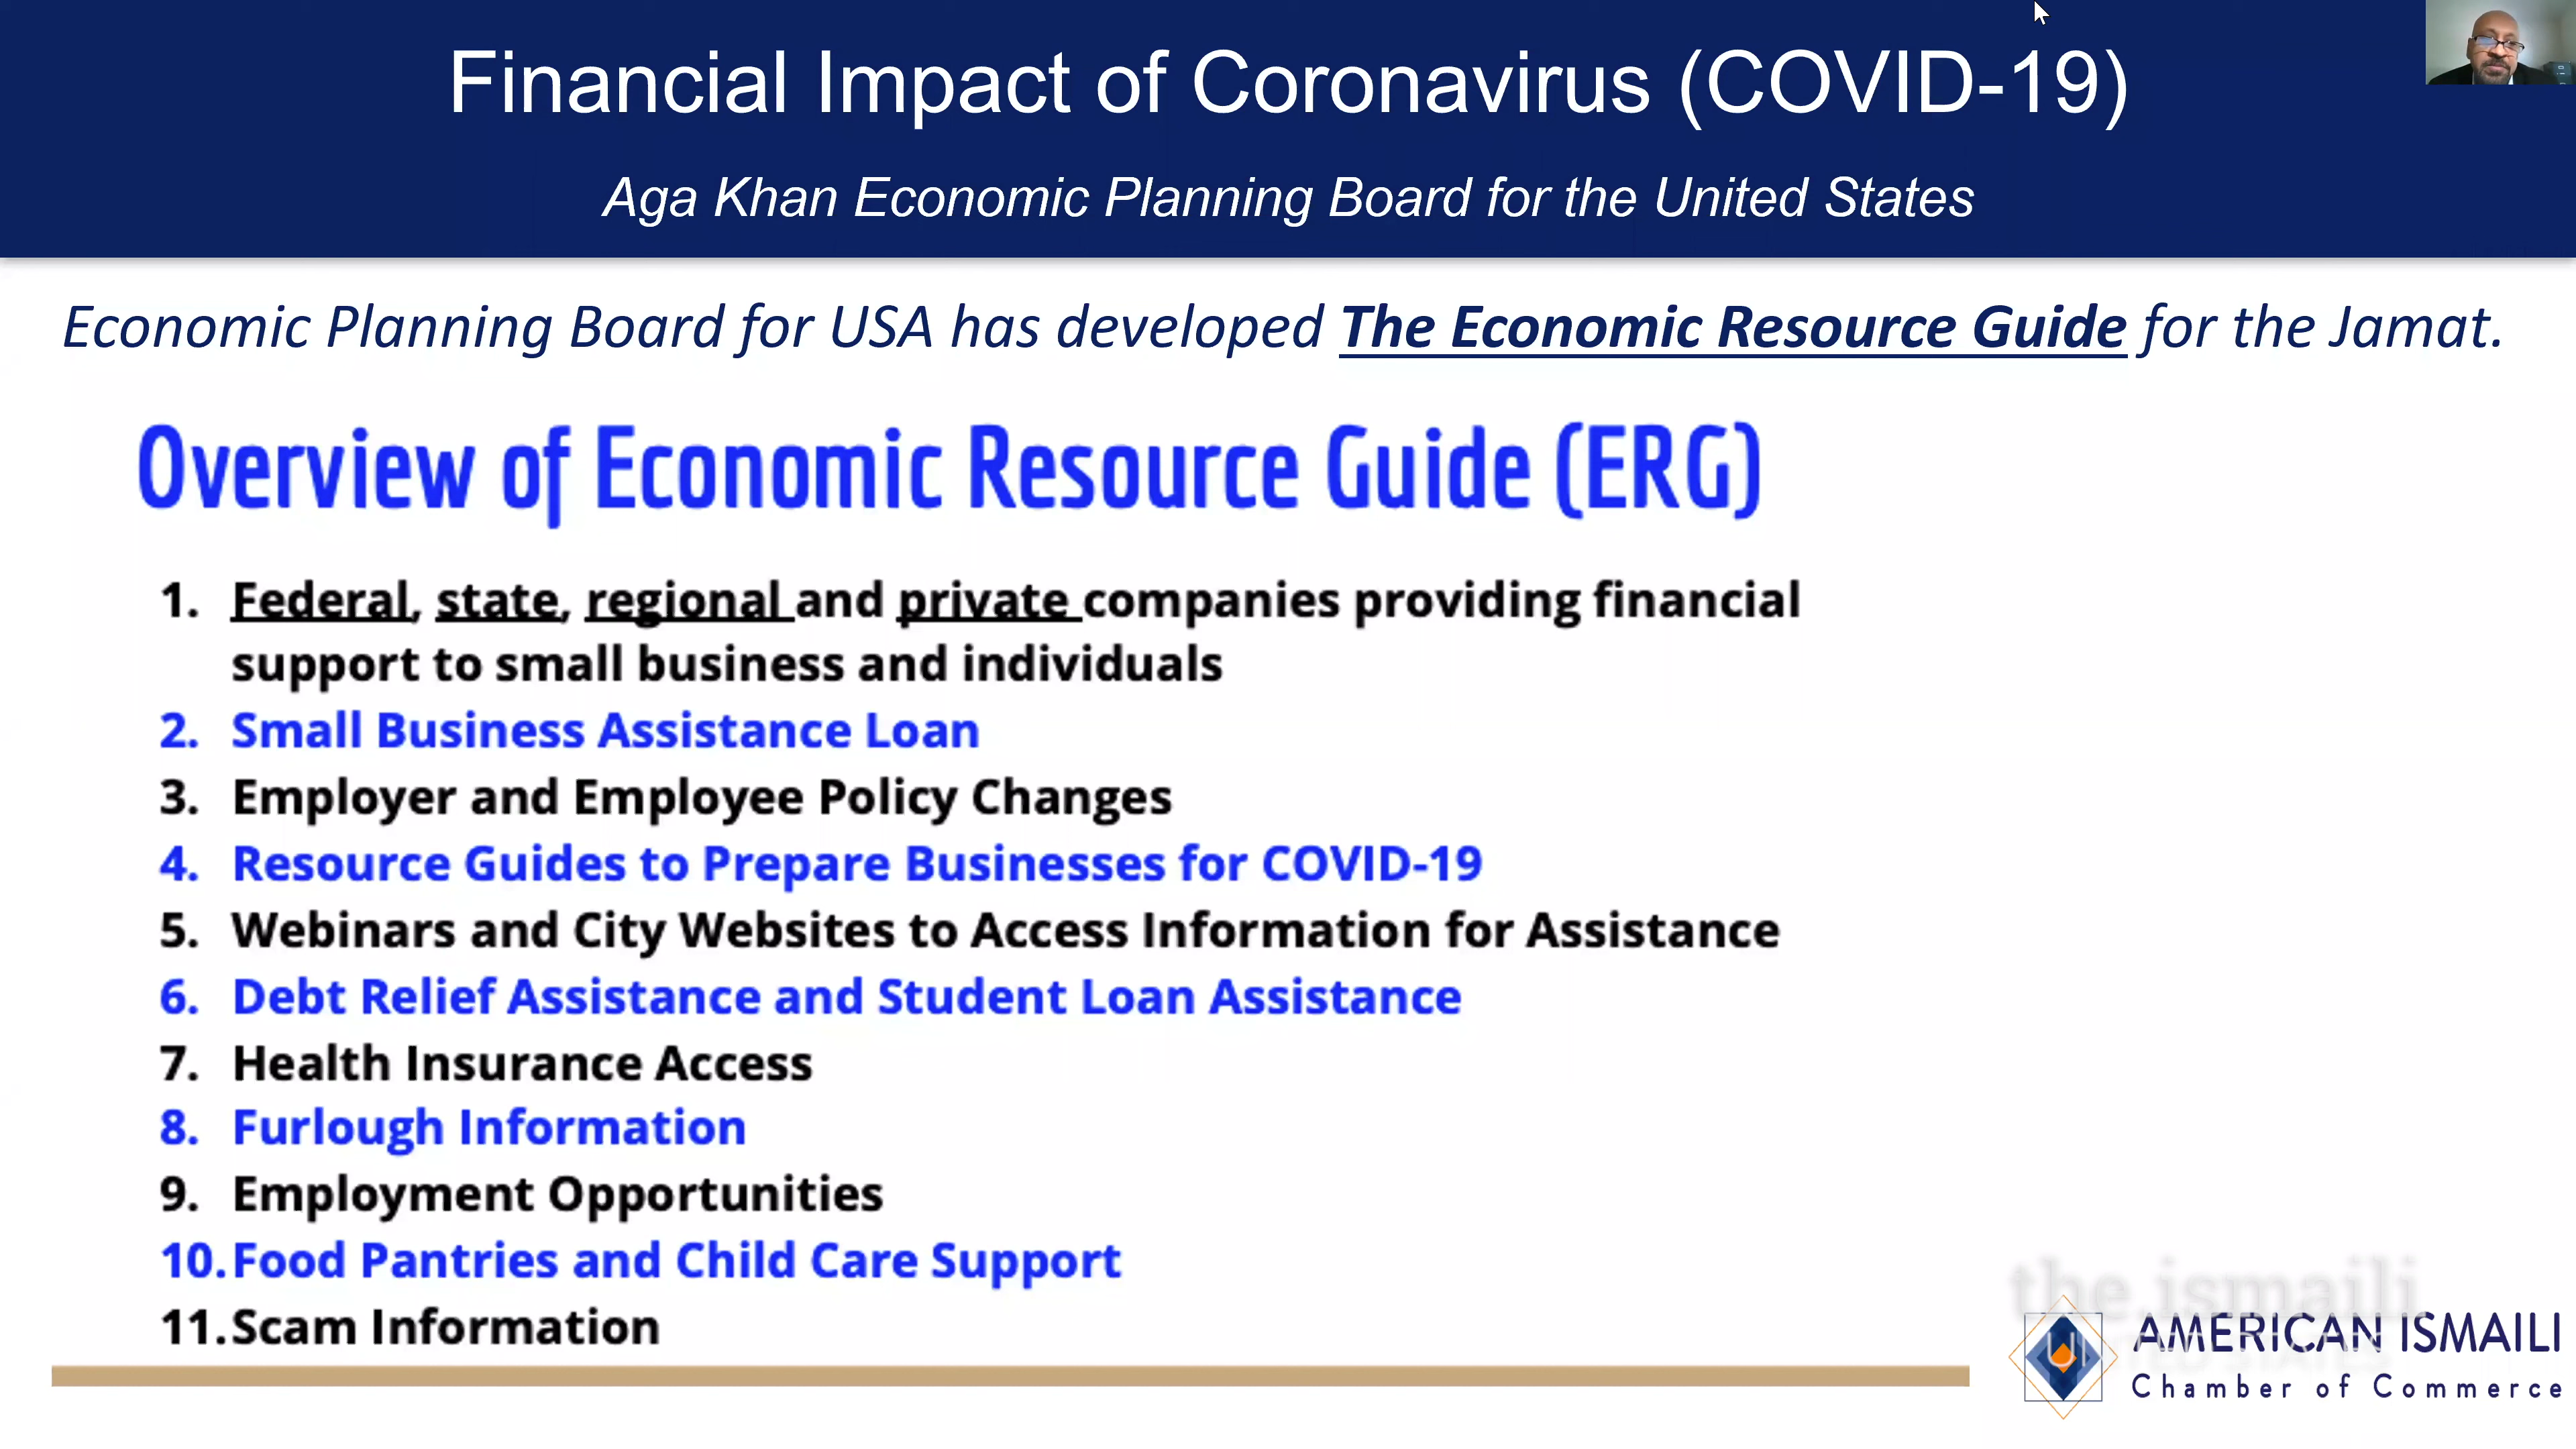 Financial Impact of Coronavirus (COVID-19)
Aga Khan Economic Planning Board for the United States
Economic Planning Board for USA has developed The Economic Resource Guide for the Jamat.
Overview of Economic Resource Guide (ERG)
1. Federal, state, regional and private companies providing financial
support to small business and individuals
2. Small Business Assistance Loan
3. Employer and Employee Policy Changes
4. Resource Guides to Prepare Businesses for COVID-19
5. Webinars and City Websites to Access Information for Assistance
6. Debt Relief Assistance and Student Loan Assistance
7. Health Insurance Access
8. Furlough Information
9. Employment Opportunities
10. Food Pantries and Child Care Support
11. Scam Information
the.ismaili
AMERICAN ISMAILI
Chamber of Commerce